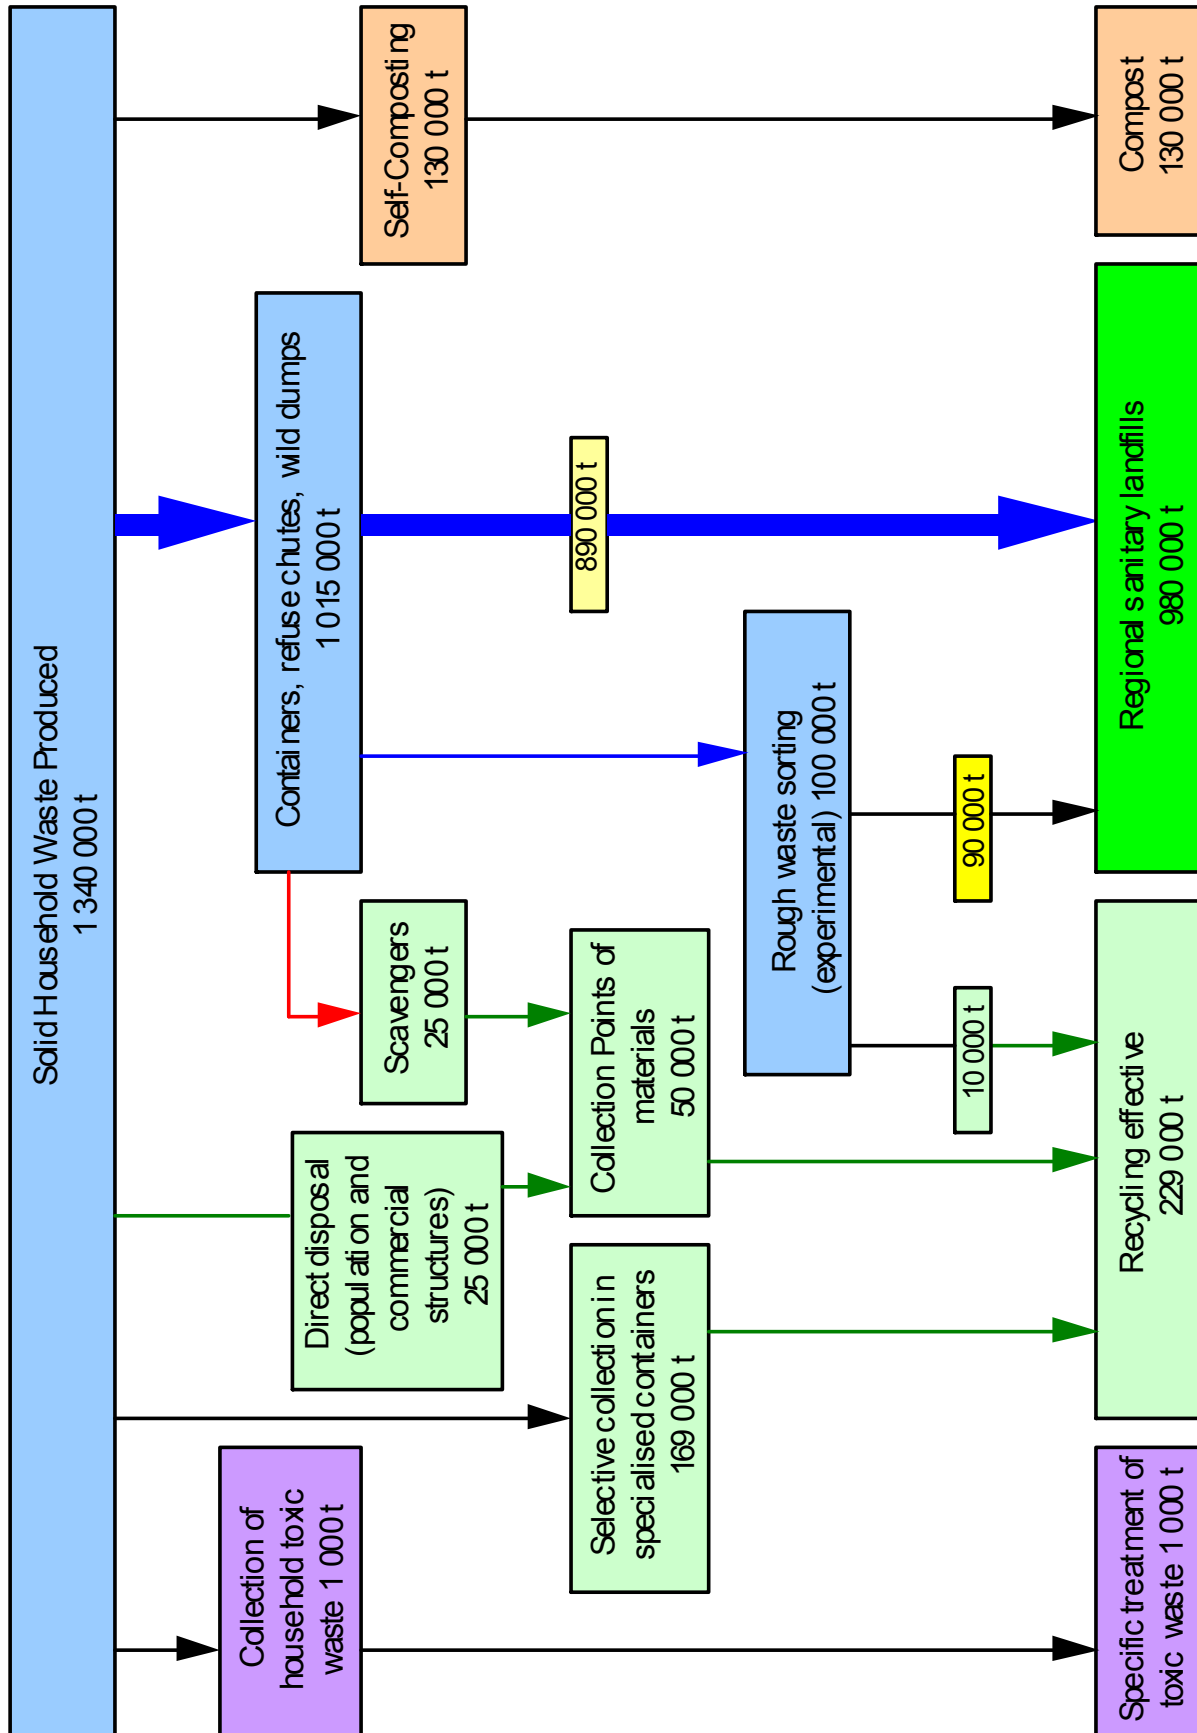 Solid Household Waste Produced
1 340 000 t
Collection of
household toxic
waste 1 000 t
Containers, refuse chutes, wild dumps
1 015 000 t
Direct disposal
(population and
commercial
structures)
25 000 t
Scavengers
25 000 t
Self-Composting
130 000 t
Selective collection in
specialised containers
169 000 t
Collection Points of
materials
50 000 t
890 000 t
Rough waste sorting
(experimental) 100 000 t
10 000 t
90 000 t
Specific treatment of
toxic waste 1 000 t
Recycling effective
229 000 t
Regional sanitary landfills
980 000 t
Compost
130 000 t